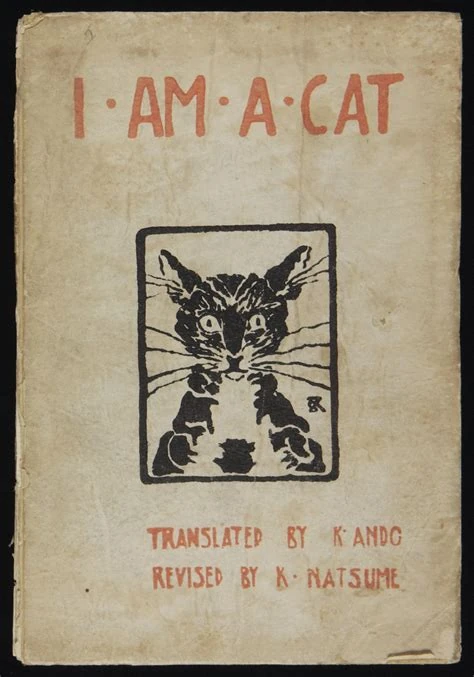 I·AM·A·CAT
TRANSLATED BY K·ANDO
REVISED BY K·NATSUME